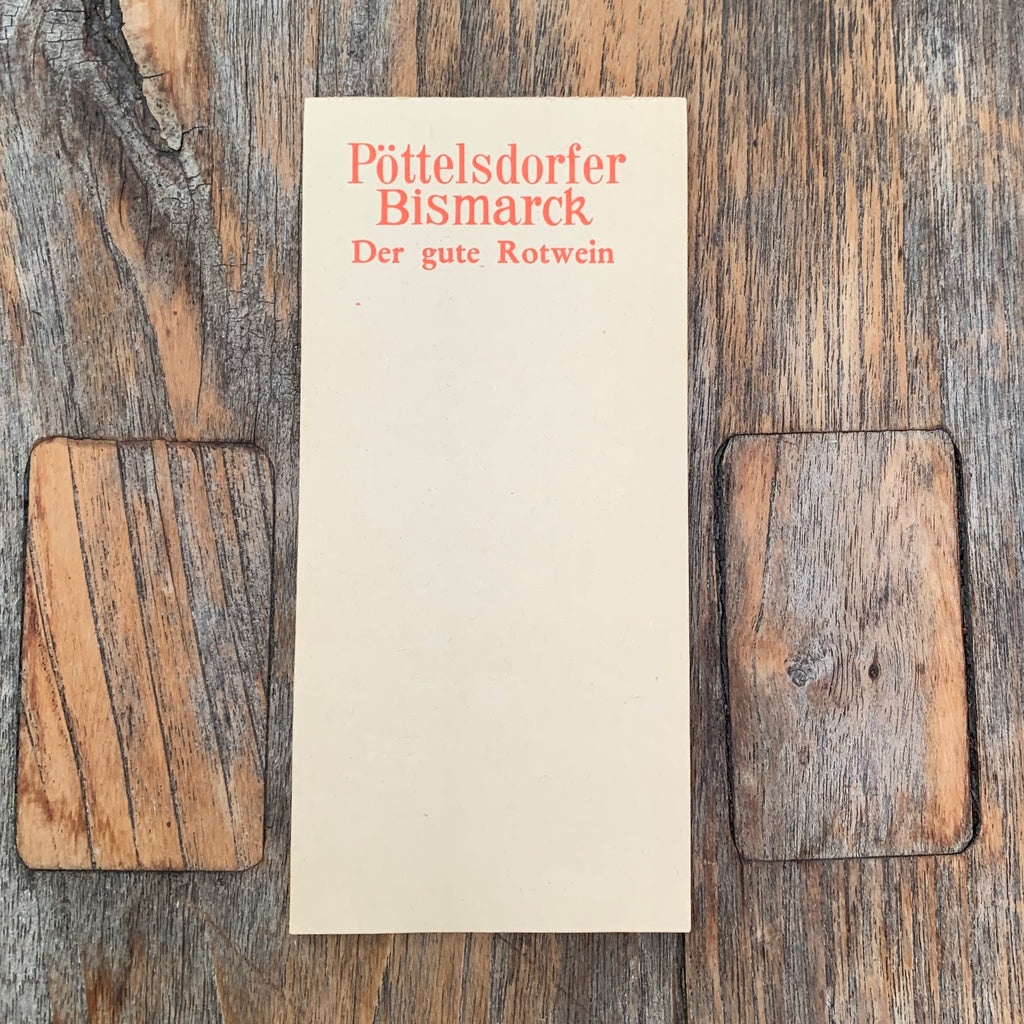 Pöttelsdorfer
Bismarck
Der gute Rotwein